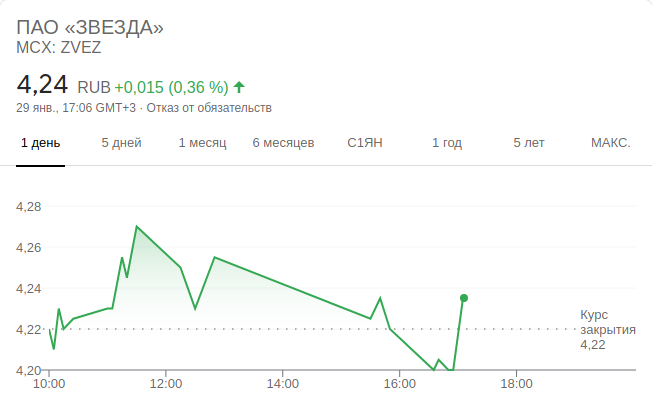 ПАО «ЗВЕЗДА»
MCX: ZVEZ
4,24 RUB +0,015 (0,36 %)
29 янв., 17:06 GMT+3 · Отказ от обязательств
1 день 5 дней 1 месяц 6 месяцев С1ЯН 1 год 5 лет МАКС.
4,28
4,26
4,24
4,22
4,20
Курс
закрытия
4,22
10:00 12:00 14:00 16:00 18:00